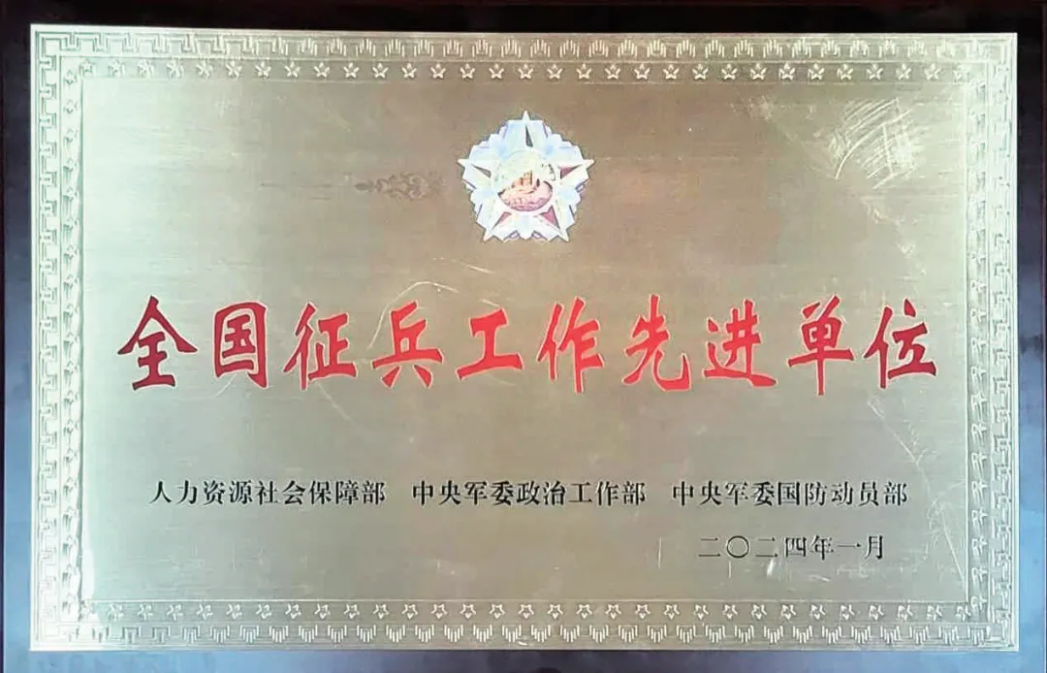 全国征兵工作先进单位
人力资源社会保障部 中央军委政治工作部 中央军委国防动员部
二〇二四年一月